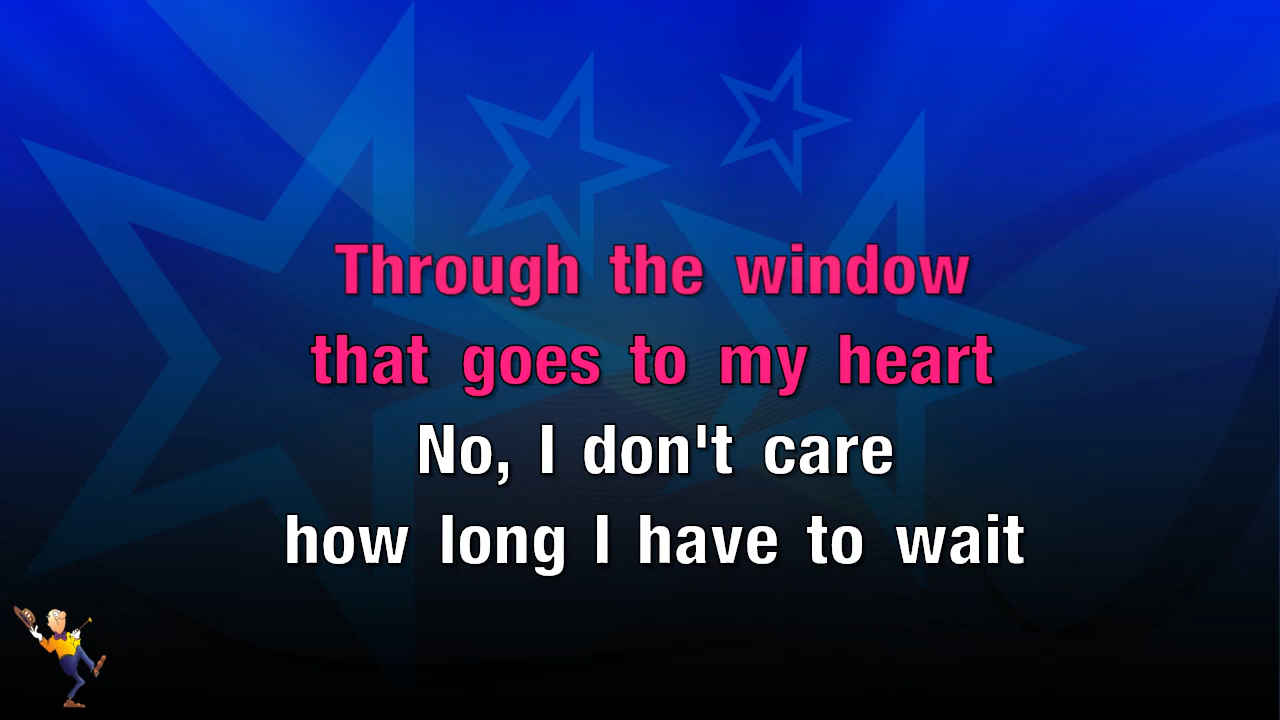 Through the window
that goes to my heart
No, I don't care
how long I have to wait